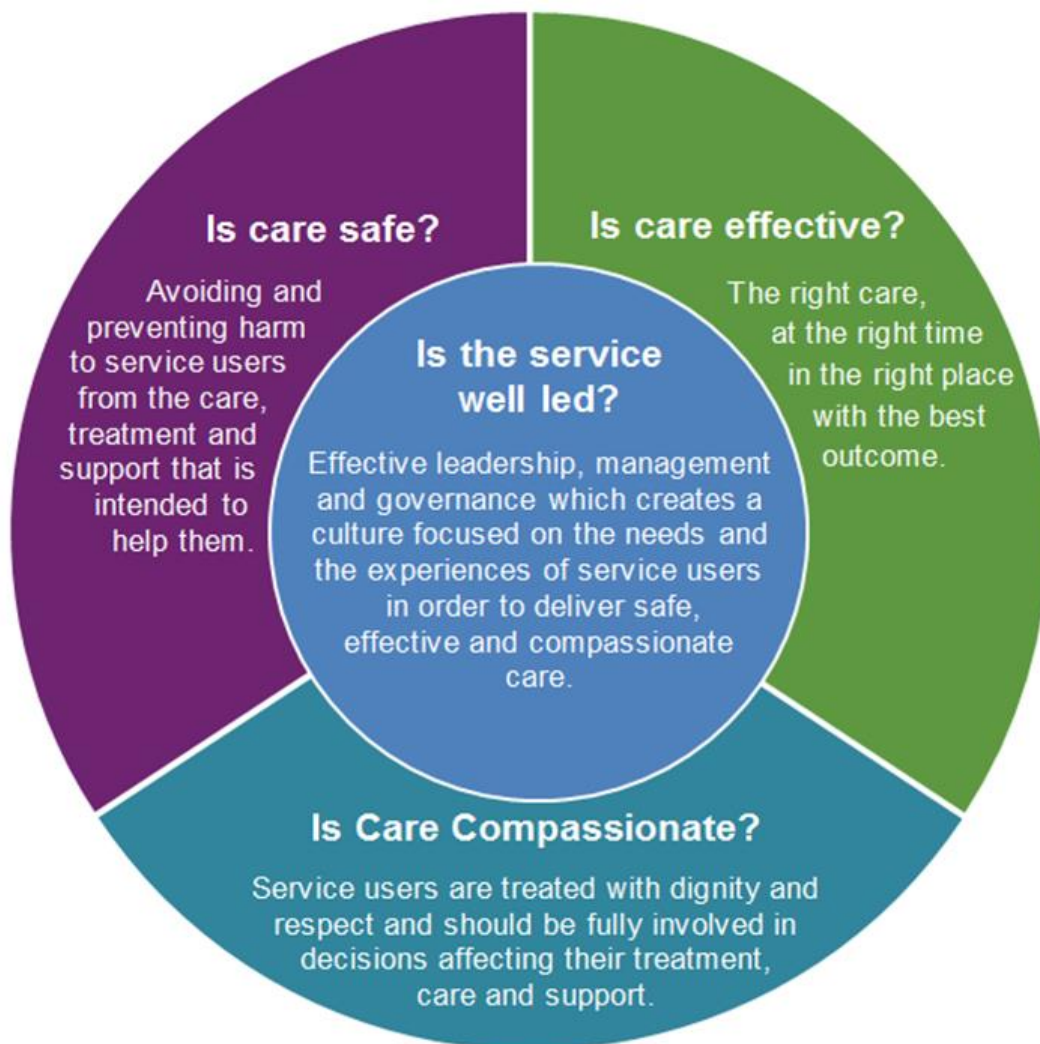 Is care safe?
Avoiding and
preventing harm
to service users
from the care,
treatment and
support that is
intended to
help them.
Is care effective?
The right care,
at the right time
in the right place
with the best
outcome.
Is the service
well led?
Effective leadership, management
and governance which creates a
culture focused on the needs and
the experiences of service users
in order to deliver safe,
effective and compassionate
care.
Is Care Compassionate?
Service users are treated with dignity and
respect and should be fully involved in
decisions affecting their treatment,
care and support.